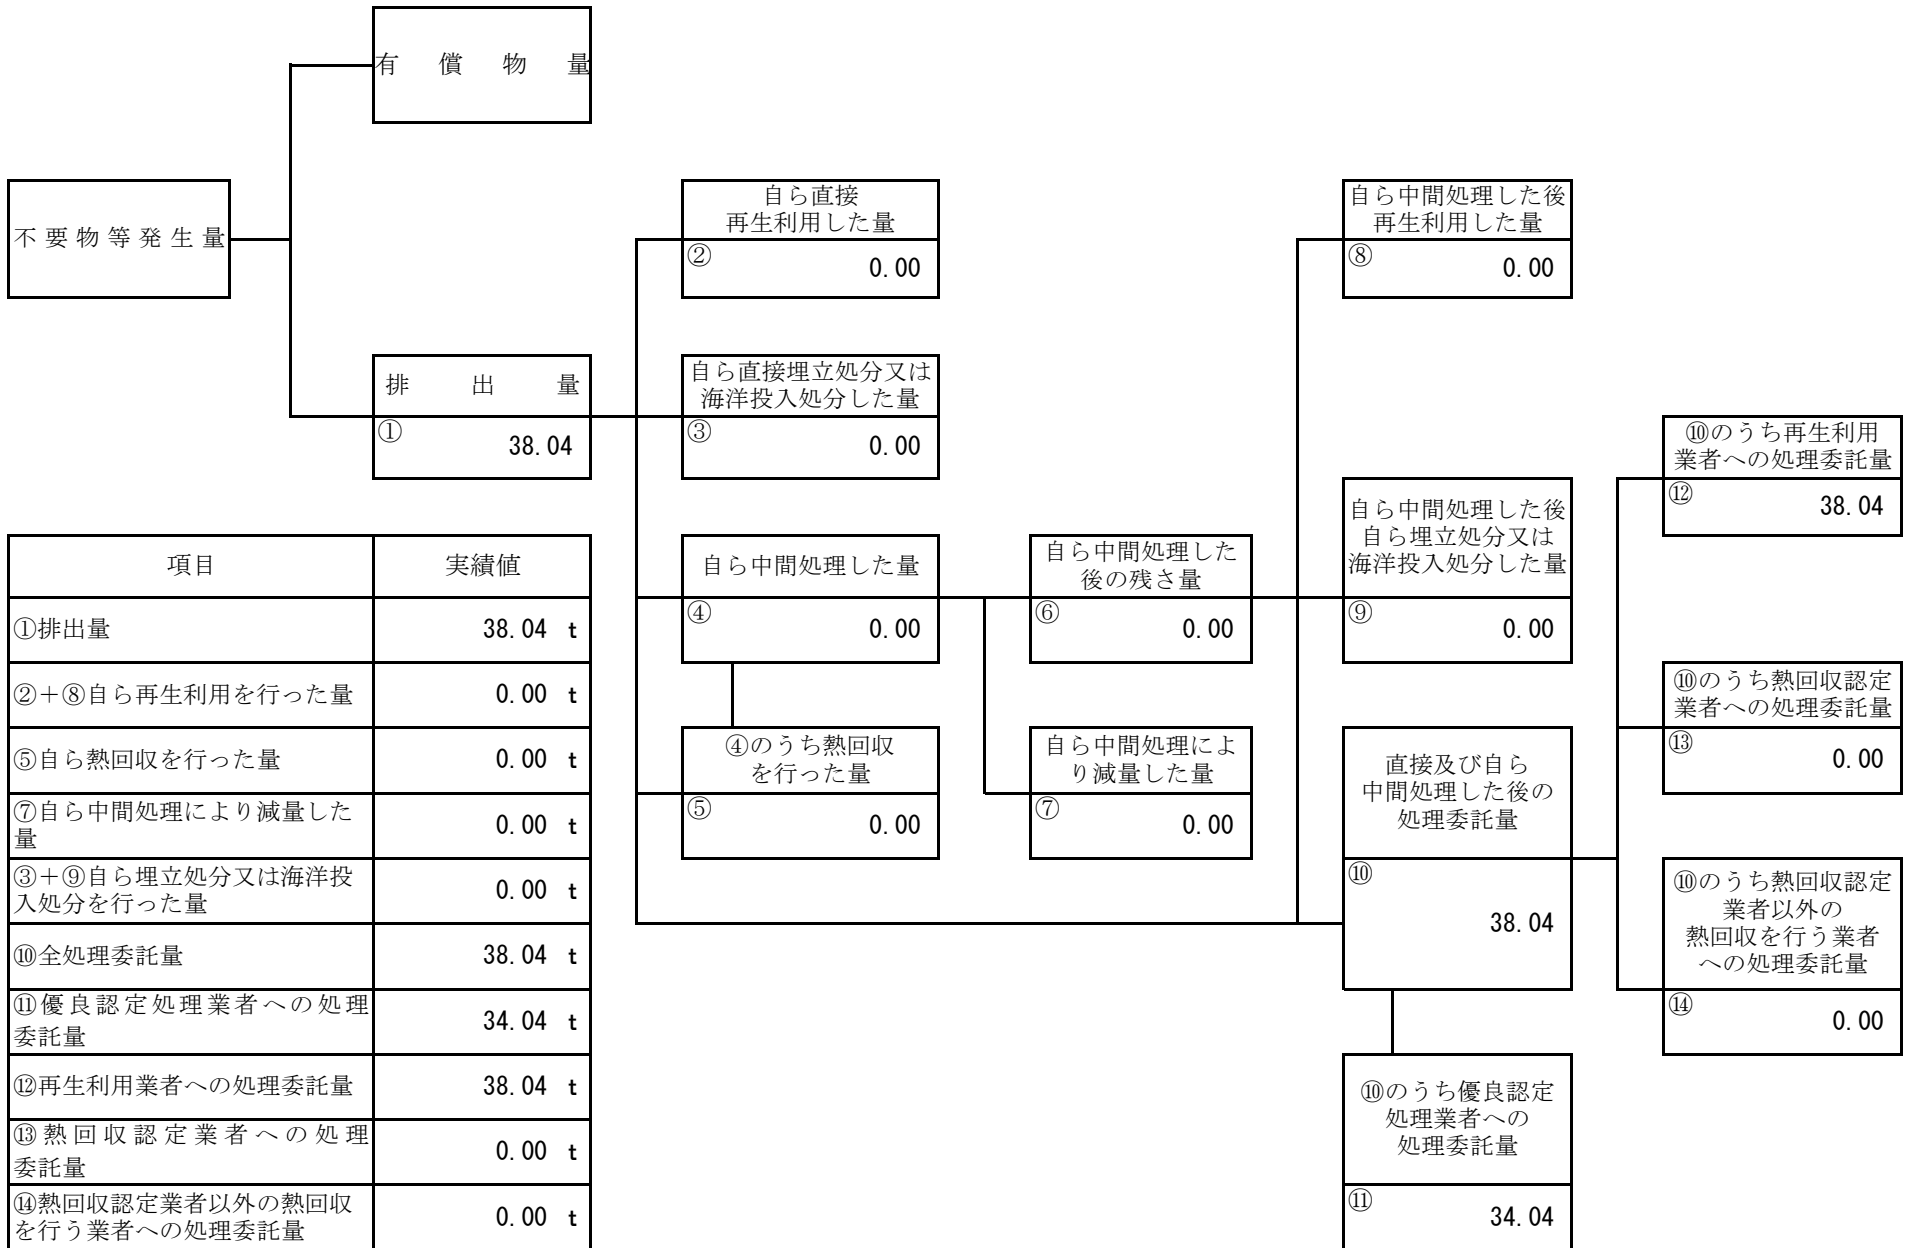 有償物量
不要物等発生量
自ら直接
再生利用した量
②
0.00
自ら中間処理した後
再生利用した量
⑧
0.00
排出量
①
38.04
自ら直接埋立処分又は
海洋投入処分した量
③
0.00
⑩のうち再生利用
業者への処理委託量
⑫
38.04
自ら中間処理した量
④
0.00
自ら中間処理した
後の残さ量
⑥
0.00
自ら中間処理した後
自ら埋立処分又は
海洋投入処分した量
⑨
0.00
④のうち熱回収
を行った量
⑤
0.00
自ら中間処理によ
り減量した量
⑦
0.00
直接及び自ら
中間処理した後の
処理委託量
⑩
38.04
⑩のうち熱回収認定
業者への処理委託量
⑬
0.00
⑩のうち熱回収認定
業者以外の
熱回収を行う業者
への処理委託量
⑭
0.00
⑩のうち優良認定
処理業者への
処理委託量
⑪
34.04
項目 実績値
①排出量 38.04 t
②＋⑧自ら再生利用を行った量 0.00 t
⑤自ら熱回収を行った量 0.00 t
⑦自ら中間処理により減量した
量 0.00 t
③＋⑨自ら埋立処分又は海洋投
入処分を行った量 0.00 t
⑩全処理委託量 38.04 t
⑪優良認定処理業者への処理
委託量 34.04 t
⑫再生利用業者への処理委託量 38.04 t
⑬熱回収認定業者への処理
委託量 0.00 t
⑭熱回収認定業者以外の熱回収
を行う業者への処理委託量 0.00 t